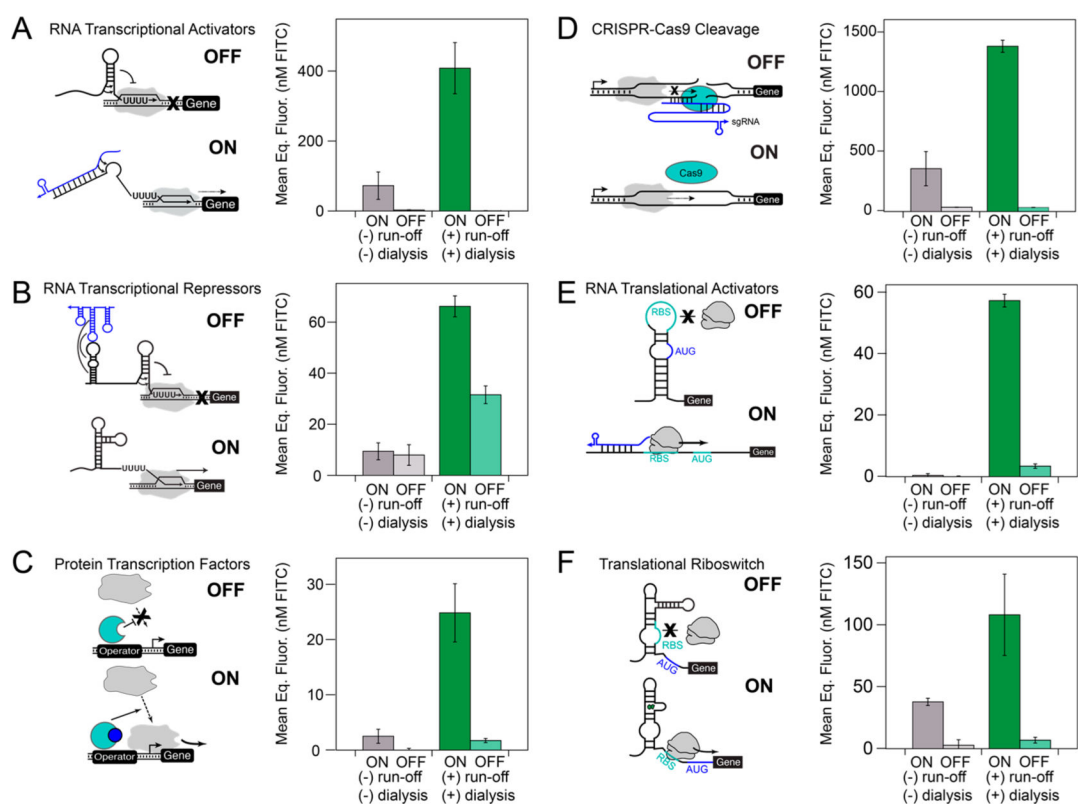 A RNA Transcriptional Activators
OFF
UUUU
X
Gene
ON
UUUU
Gene
Mean Eq. Fluor. (nM FITC)
400
200
0
ON OFF ON OFF
(-) run-off (+) run-off
(-) dialysis (+) dialysis
D CRISPR-Cas9 Cleavage
OFF
X
Gene
sgRNA
ON
Cas9
Gene
Mean Eq. Fluor. (nM FITC)
1500
1000
500
0
ON OFF ON OFF
(-) run-off (+) run-off
(-) dialysis (+) dialysis
B RNA Transcriptional Repressors
OFF
UUUU
X
Gene
ON
UUUU
Gene
Mean Eq. Fluor. (nM FITC)
60
40
20
0
ON OFF ON OFF
(-) run-off (+) run-off
(-) dialysis (+) dialysis
E RNA Translational Activators
RBS
X
OFF
AUG
Gene
ON
RBS
AUG
Gene
Mean Eq. Fluor. (nM FITC)
60
40
20
0
ON OFF ON OFF
(-) run-off (+) run-off
(-) dialysis (+) dialysis
C Protein Transcription Factors
OFF
X
Operator
Gene
ON
Operator
Gene
Mean Eq. Fluor. (nM FITC)
30
20
10
0
ON OFF ON OFF
(-) run-off (+) run-off
(-) dialysis (+) dialysis
F Translational Riboswitch
OFF
X
RBS
AUG
Gene
ON
RBS
AUG
Gene
Mean Eq. Fluor. (nM FITC)
150
100
50
0
ON OFF ON OFF
(-) run-off (+) run-off
(-) dialysis (+) dialysis